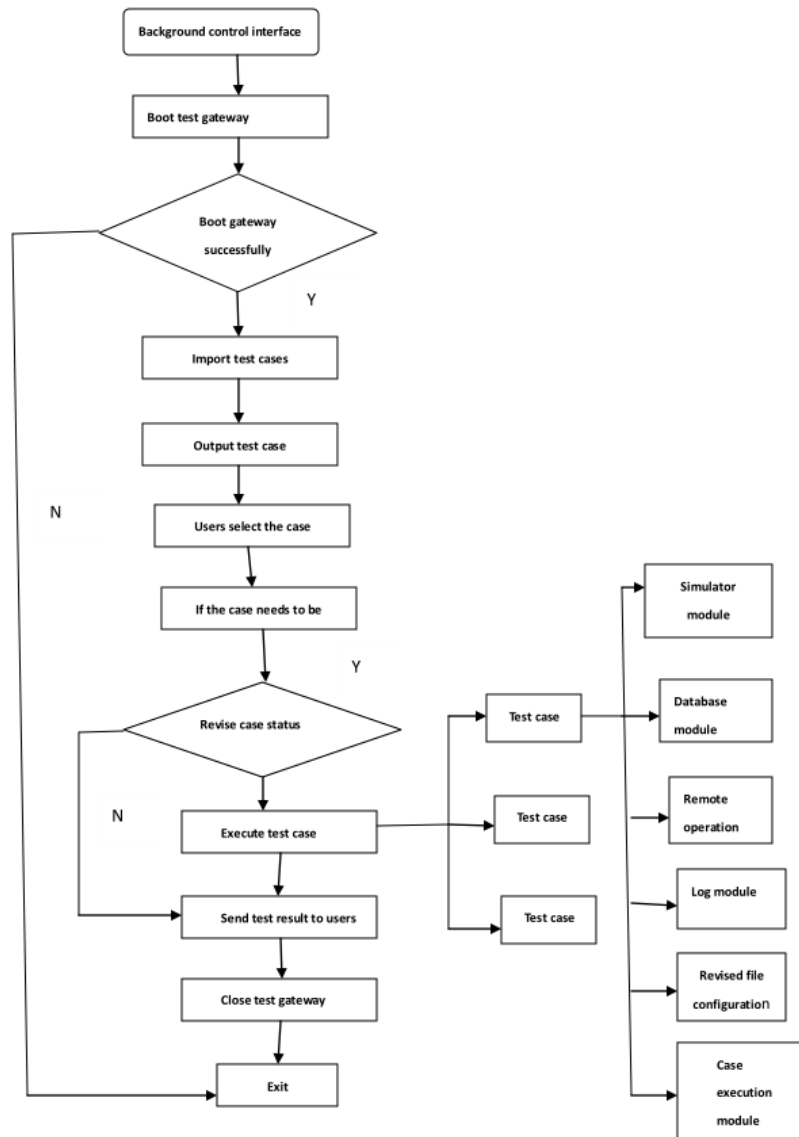 Background control interface
Boot test gateway
Boot gateway
successfully
Y
Import test cases
Output test case
N
Users select the case
If the case needs to be
Y
Revise case status
N
Execute test case
Send test result to users
Close test gateway
Exit
Test case
Test case
Test case
Simulator
module
Database
module
Remote
operation
Log module
Revised file
configuration
Case
execution
module